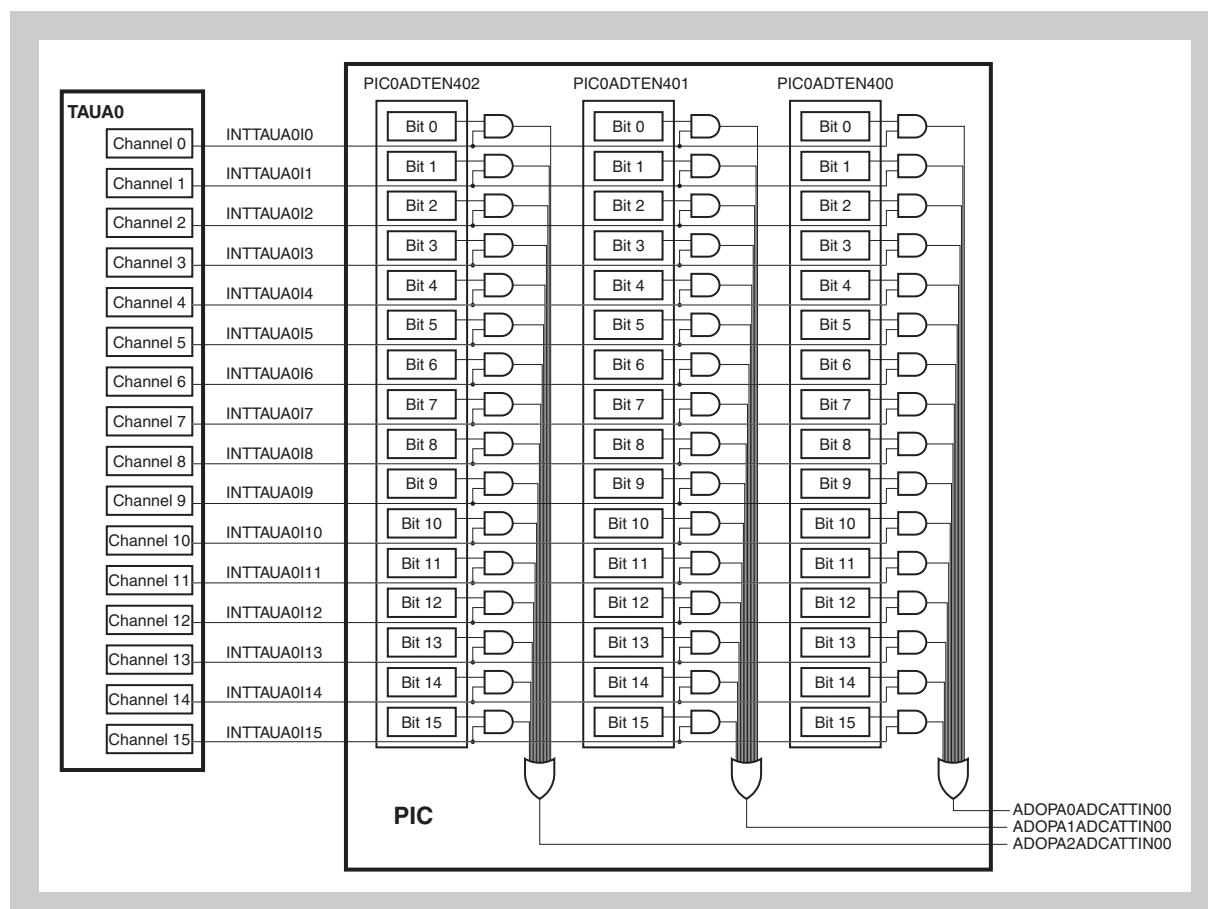 PIC0ADTEN402 PIC0ADTEN401 PIC0ADTEN400
TAUA0
Channel 0 INTTAUA0I0 Bit 0 Bit 0 Bit 0
Channel 1 INTTAUA0I1 Bit 1 Bit 1 Bit 1
Channel 2 INTTAUA0I2 Bit 2 Bit 2 Bit 2
Channel 3 INTTAUA0I3 Bit 3 Bit 3 Bit 3
Channel 4 INTTAUA0I4 Bit 4 Bit 4 Bit 4
Channel 5 INTTAUA0I5 Bit 5 Bit 5 Bit 5
Channel 6 INTTAUA0I6 Bit 6 Bit 6 Bit 6
Channel 7 INTTAUA0I7 Bit 7 Bit 7 Bit 7
Channel 8 INTTAUA0I8 Bit 8 Bit 8 Bit 8
Channel 9 INTTAUA0I9 Bit 9 Bit 9 Bit 9
Channel 10 INTTAUA0I10 Bit 10 Bit 10 Bit 10
Channel 11 INTTAUA0I11 Bit 11 Bit 11 Bit 11
Channel 12 INTTAUA0I12 Bit 12 Bit 12 Bit 12
Channel 13 INTTAUA0I13 Bit 13 Bit 13 Bit 13
Channel 14 INTTAUA0I14 Bit 14 Bit 14 Bit 14
Channel 15 INTTAUA0I15 Bit 15 Bit 15 Bit 15
PIC
ADOPA0ADCATTIN00
ADOPA1ADCATTIN00
ADOPA2ADCATTIN00